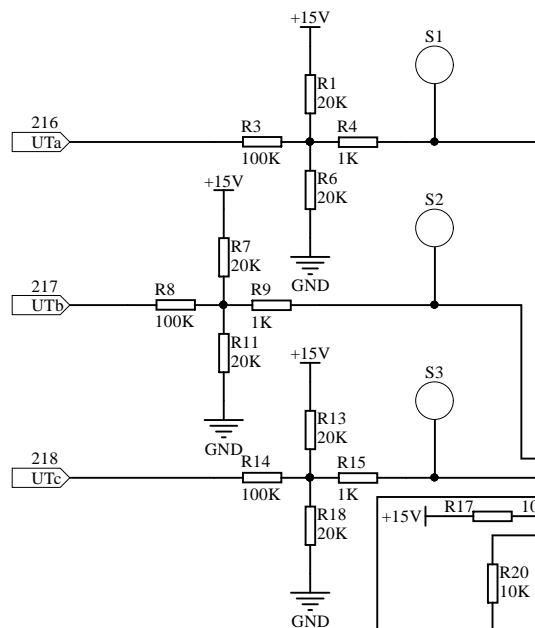 +15V
S1
R1
20K
216
UTa
R3
100K
R4
1K
R6
20K
+15V
GND
S2
R7
20K
217
UTb
R8
100K
R9
1K
R11
20K
+15V
GND
S3
R13
20K
218
UTc
R14
100K
R15
1K
R18
20K
+15V
R17
10
GND
R20
10K